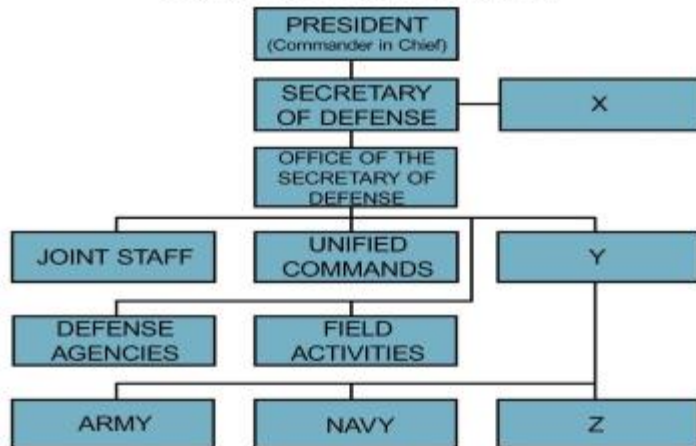 PRESIDENT
(Commander in Chief)
SECRETARY
OF DEFENSE
X
OFFICE OF THE
SECRETARY OF
DEFENSE
JOINT STAFF
UNIFIED
COMMANDS
Y
DEFENSE
AGENCIES
FIELD
ACTIVITIES
ARMY
NAVY
Z